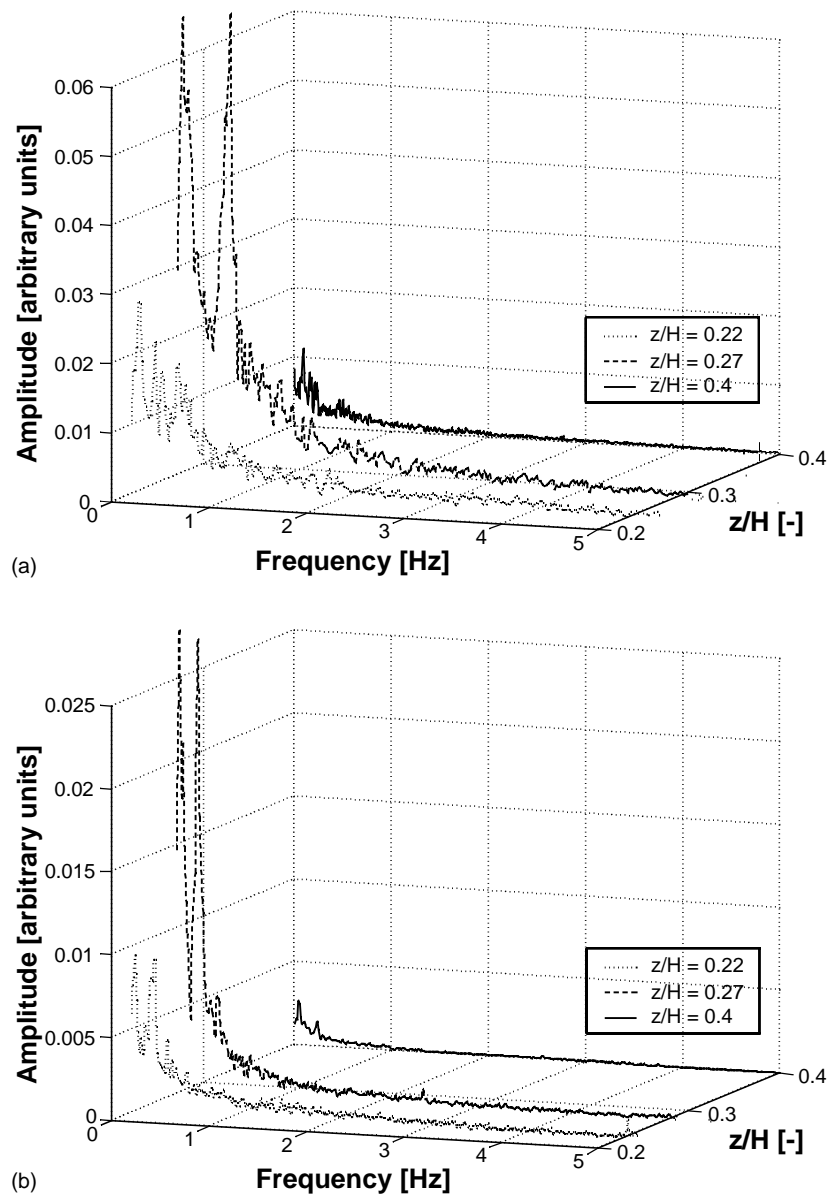 0.06
0.05
0.04
0.03
0.02
0.01
0
Amplitude [arbitrary units]
z/H = 0.22
z/H = 0.27
z/H = 0.4
0
1
2
3
4
5
Frequency [Hz]
0.2
0.3
0.4
z/H [-]
(a)
0.025
0.02
0.015
0.01
0.005
0
Amplitude [arbitrary units]
z/H = 0.22
z/H = 0.27
z/H = 0.4
0
1
2
3
4
5
Frequency [Hz]
0.2
0.3
0.4
z/H [-]
(b)